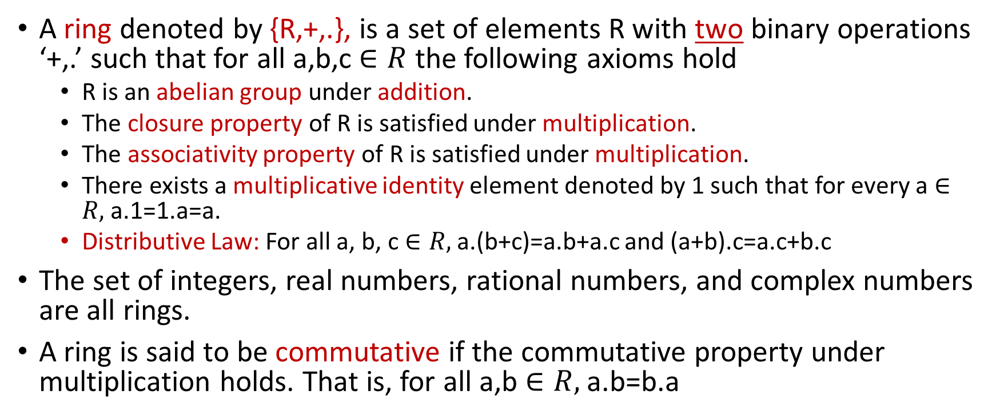 • A ring denoted by {R,+,.}, is a set of elements R with two binary operations
‘+,.’ such that for all a,b,c ∈ 𝑅 the following axioms hold
• R is an abelian group under addition.
• The closure property of R is satisfied under multiplication.
• The associativity property of R is satisfied under multiplication.
• There exists a multiplicative identity element denoted by 1 such that for every a ∈
𝑅, a.1=1.a=a.
• Distributive Law: For all a, b, c ∈ 𝑅, a.(b+c)=a.b+a.c and (a+b).c=a.c+b.c
• The set of integers, real numbers, rational numbers, and complex numbers
are all rings.
• A ring is said to be commutative if the commutative property under
multiplication holds. That is, for all a,b ∈ 𝑅, a.b=b.a